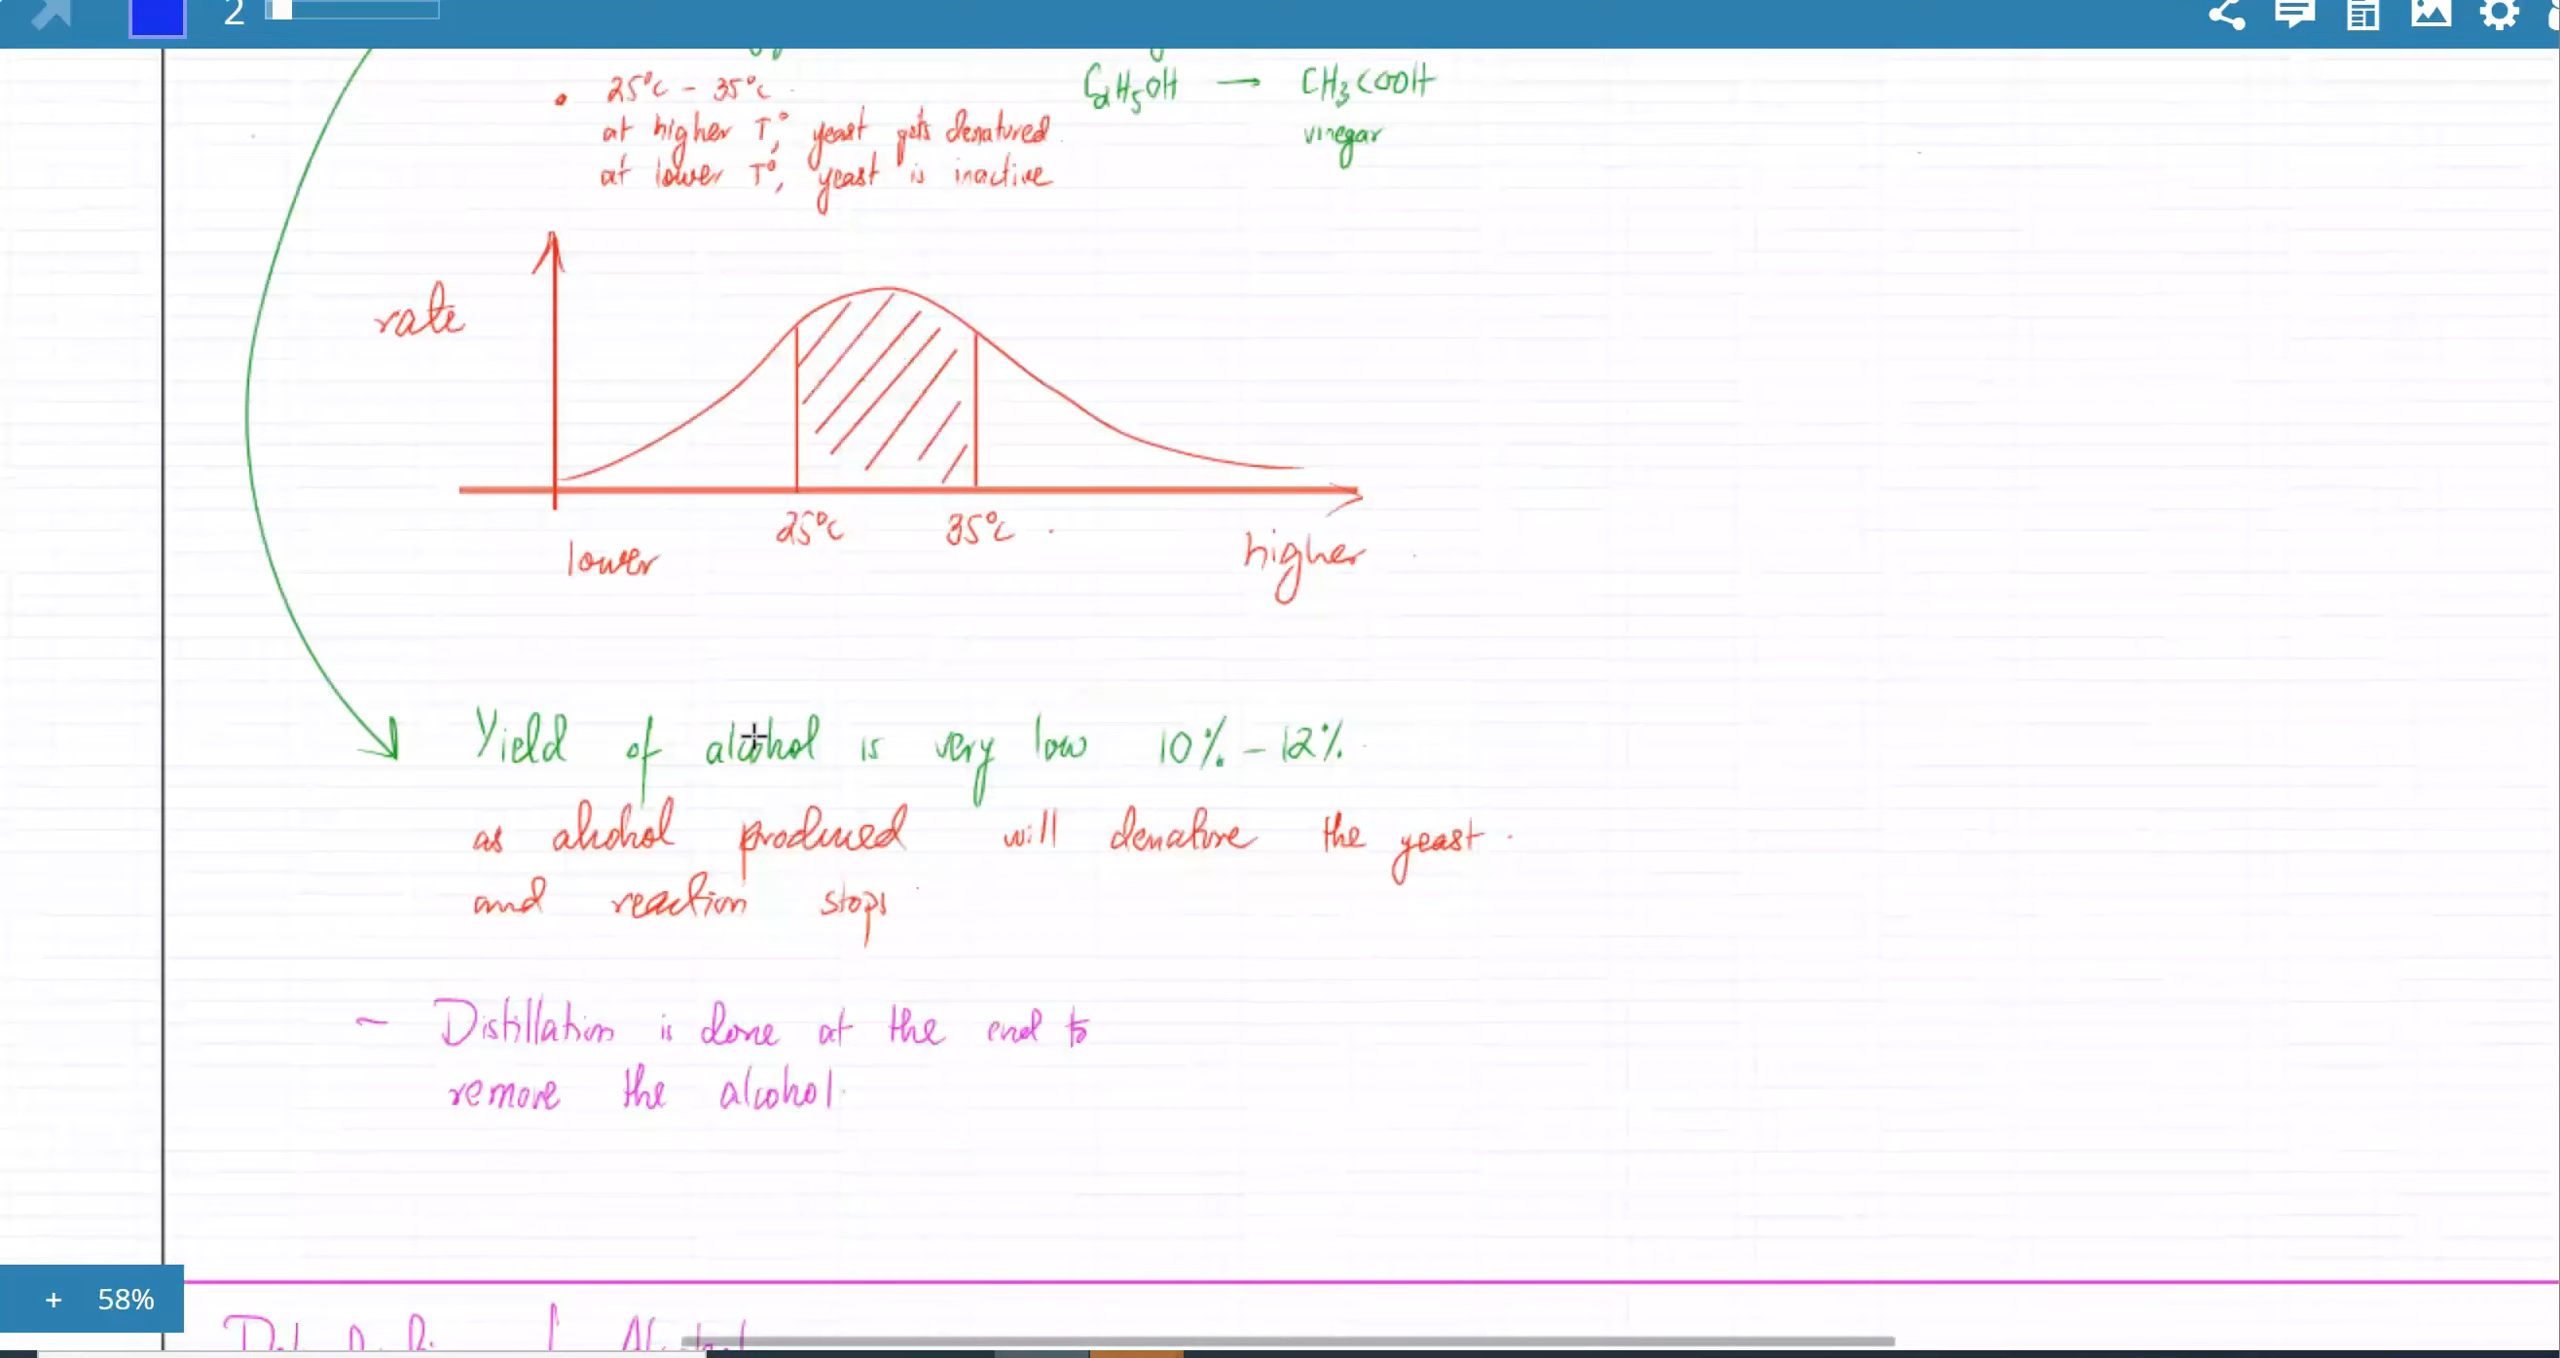 2
25°C - 35°C
at higher T°, yeast gets denatured
at lower T°, yeast is inactive
C2H5OH → CH3COOH
vinegar
rate
25°C 35°C
lower higher
Yield of alcohol is very low 10% - 12%
as alcohol produced will denature the yeast
and reaction stops
- Distillation is done at the end to
remove the alcohol.
+ 58%